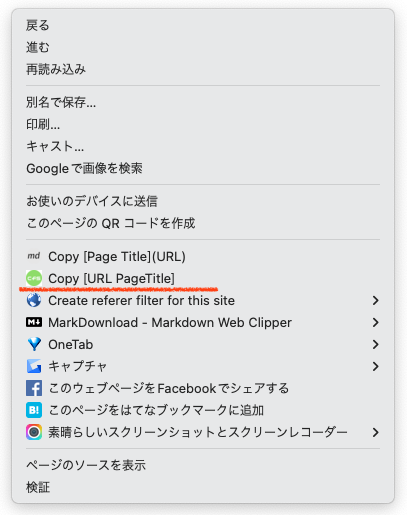 戻る
進む
再読み込み
別名で保存...
印刷...
キャスト...
Googleで画像を検索
お使いのデバイスに送信
このページの QR コードを作成
md Copy [Page Title](URL)
Copy [URL PageTitle]
Create referer filter for this site
MarkDownload - Markdown Web Clipper
OneTab
キャプチャ
このウェブページをFacebookでシェアする
B! このページをはてなブックマークに追加
素晴らしいスクリーンショットとスクリーンレコーダー
ページのソースを表示
検証